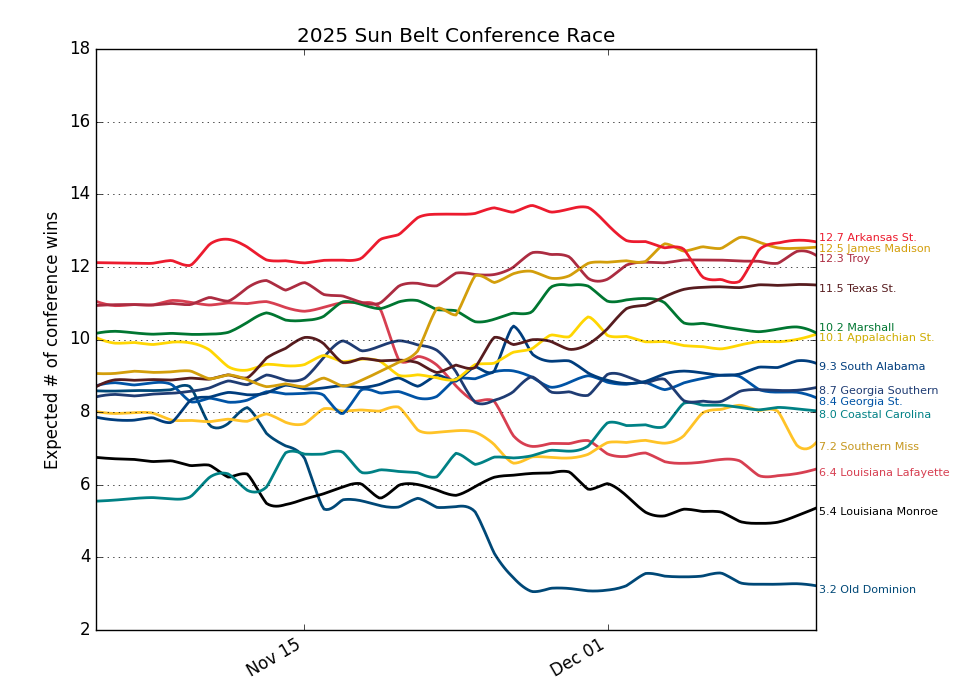 2025 Sun Belt Conference Race
Expected # of conference wins
18
16
14
12
10
8
6
4
2
Nov 15
Dec 01
12.7 Arkansas St.
12.5 James Madison
12.3 Troy
11.5 Texas St.
10.2 Marshall
10.1 Appalachian St.
9.3 South Alabama
8.7 Georgia Southern
8.4 Georgia St.
8.0 Coastal Carolina
7.2 Southern Miss
6.4 Louisiana Lafayette
5.4 Louisiana Monroe
3.2 Old Dominion